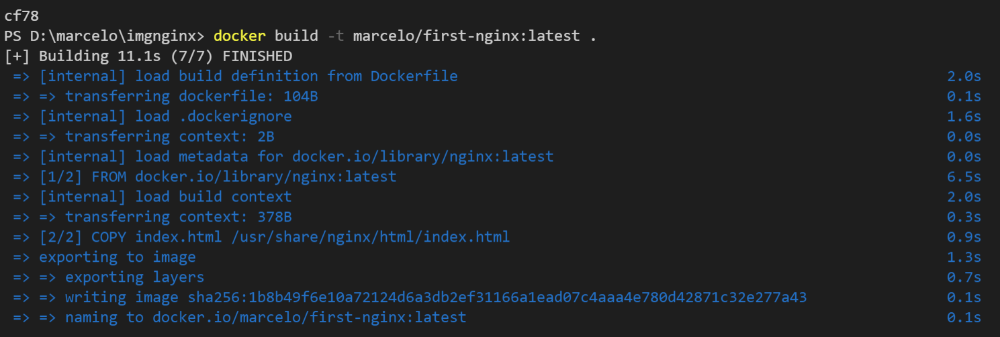 cf78
PS D:\marcelo\imgnginx> docker build -t marcelo/first-nginx:latest .
[+] Building 11.1s (7/7) FINISHED
=> [internal] load build definition from Dockerfile 2.0s
=> => transferring dockerfile: 104B 0.1s
=> [internal] load .dockerignore 1.6s
=> => transferring context: 2B 0.0s
=> [internal] load metadata for docker.io/library/nginx:latest 0.0s
=> [1/2] FROM docker.io/library/nginx:latest 6.5s
=> [internal] load build context 2.0s
=> => transferring context: 378B 0.3s
=> [2/2] COPY index.html /usr/share/nginx/html/index.html 0.9s
=> exporting to image 1.3s
=> => exporting layers 0.7s
=> => writing image sha256:1b8b49f6e10a72124d6a3db2ef31166a1ead07c4aaa4e780d42871c32e277a43 0.1s
=> => naming to docker.io/marcelo/first-nginx:latest 0.1s